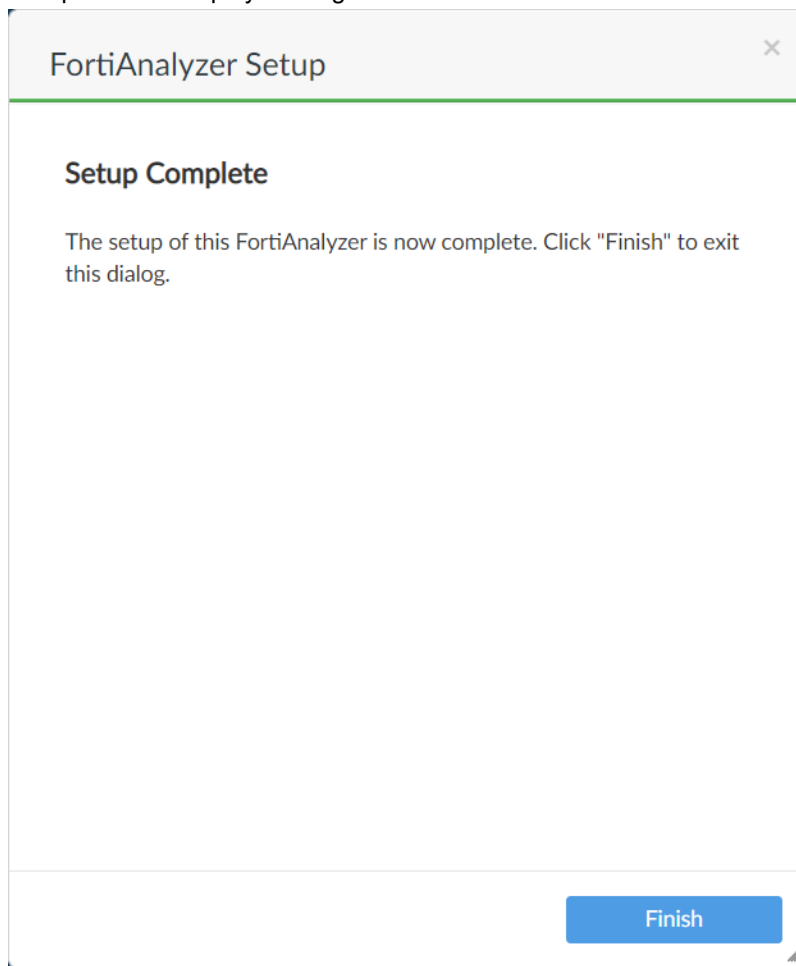 FortiAnalyzer Setup
×
Setup Complete
The setup of this FortiAnalyzer is now complete. Click "Finish" to exit
this dialog.
Finish